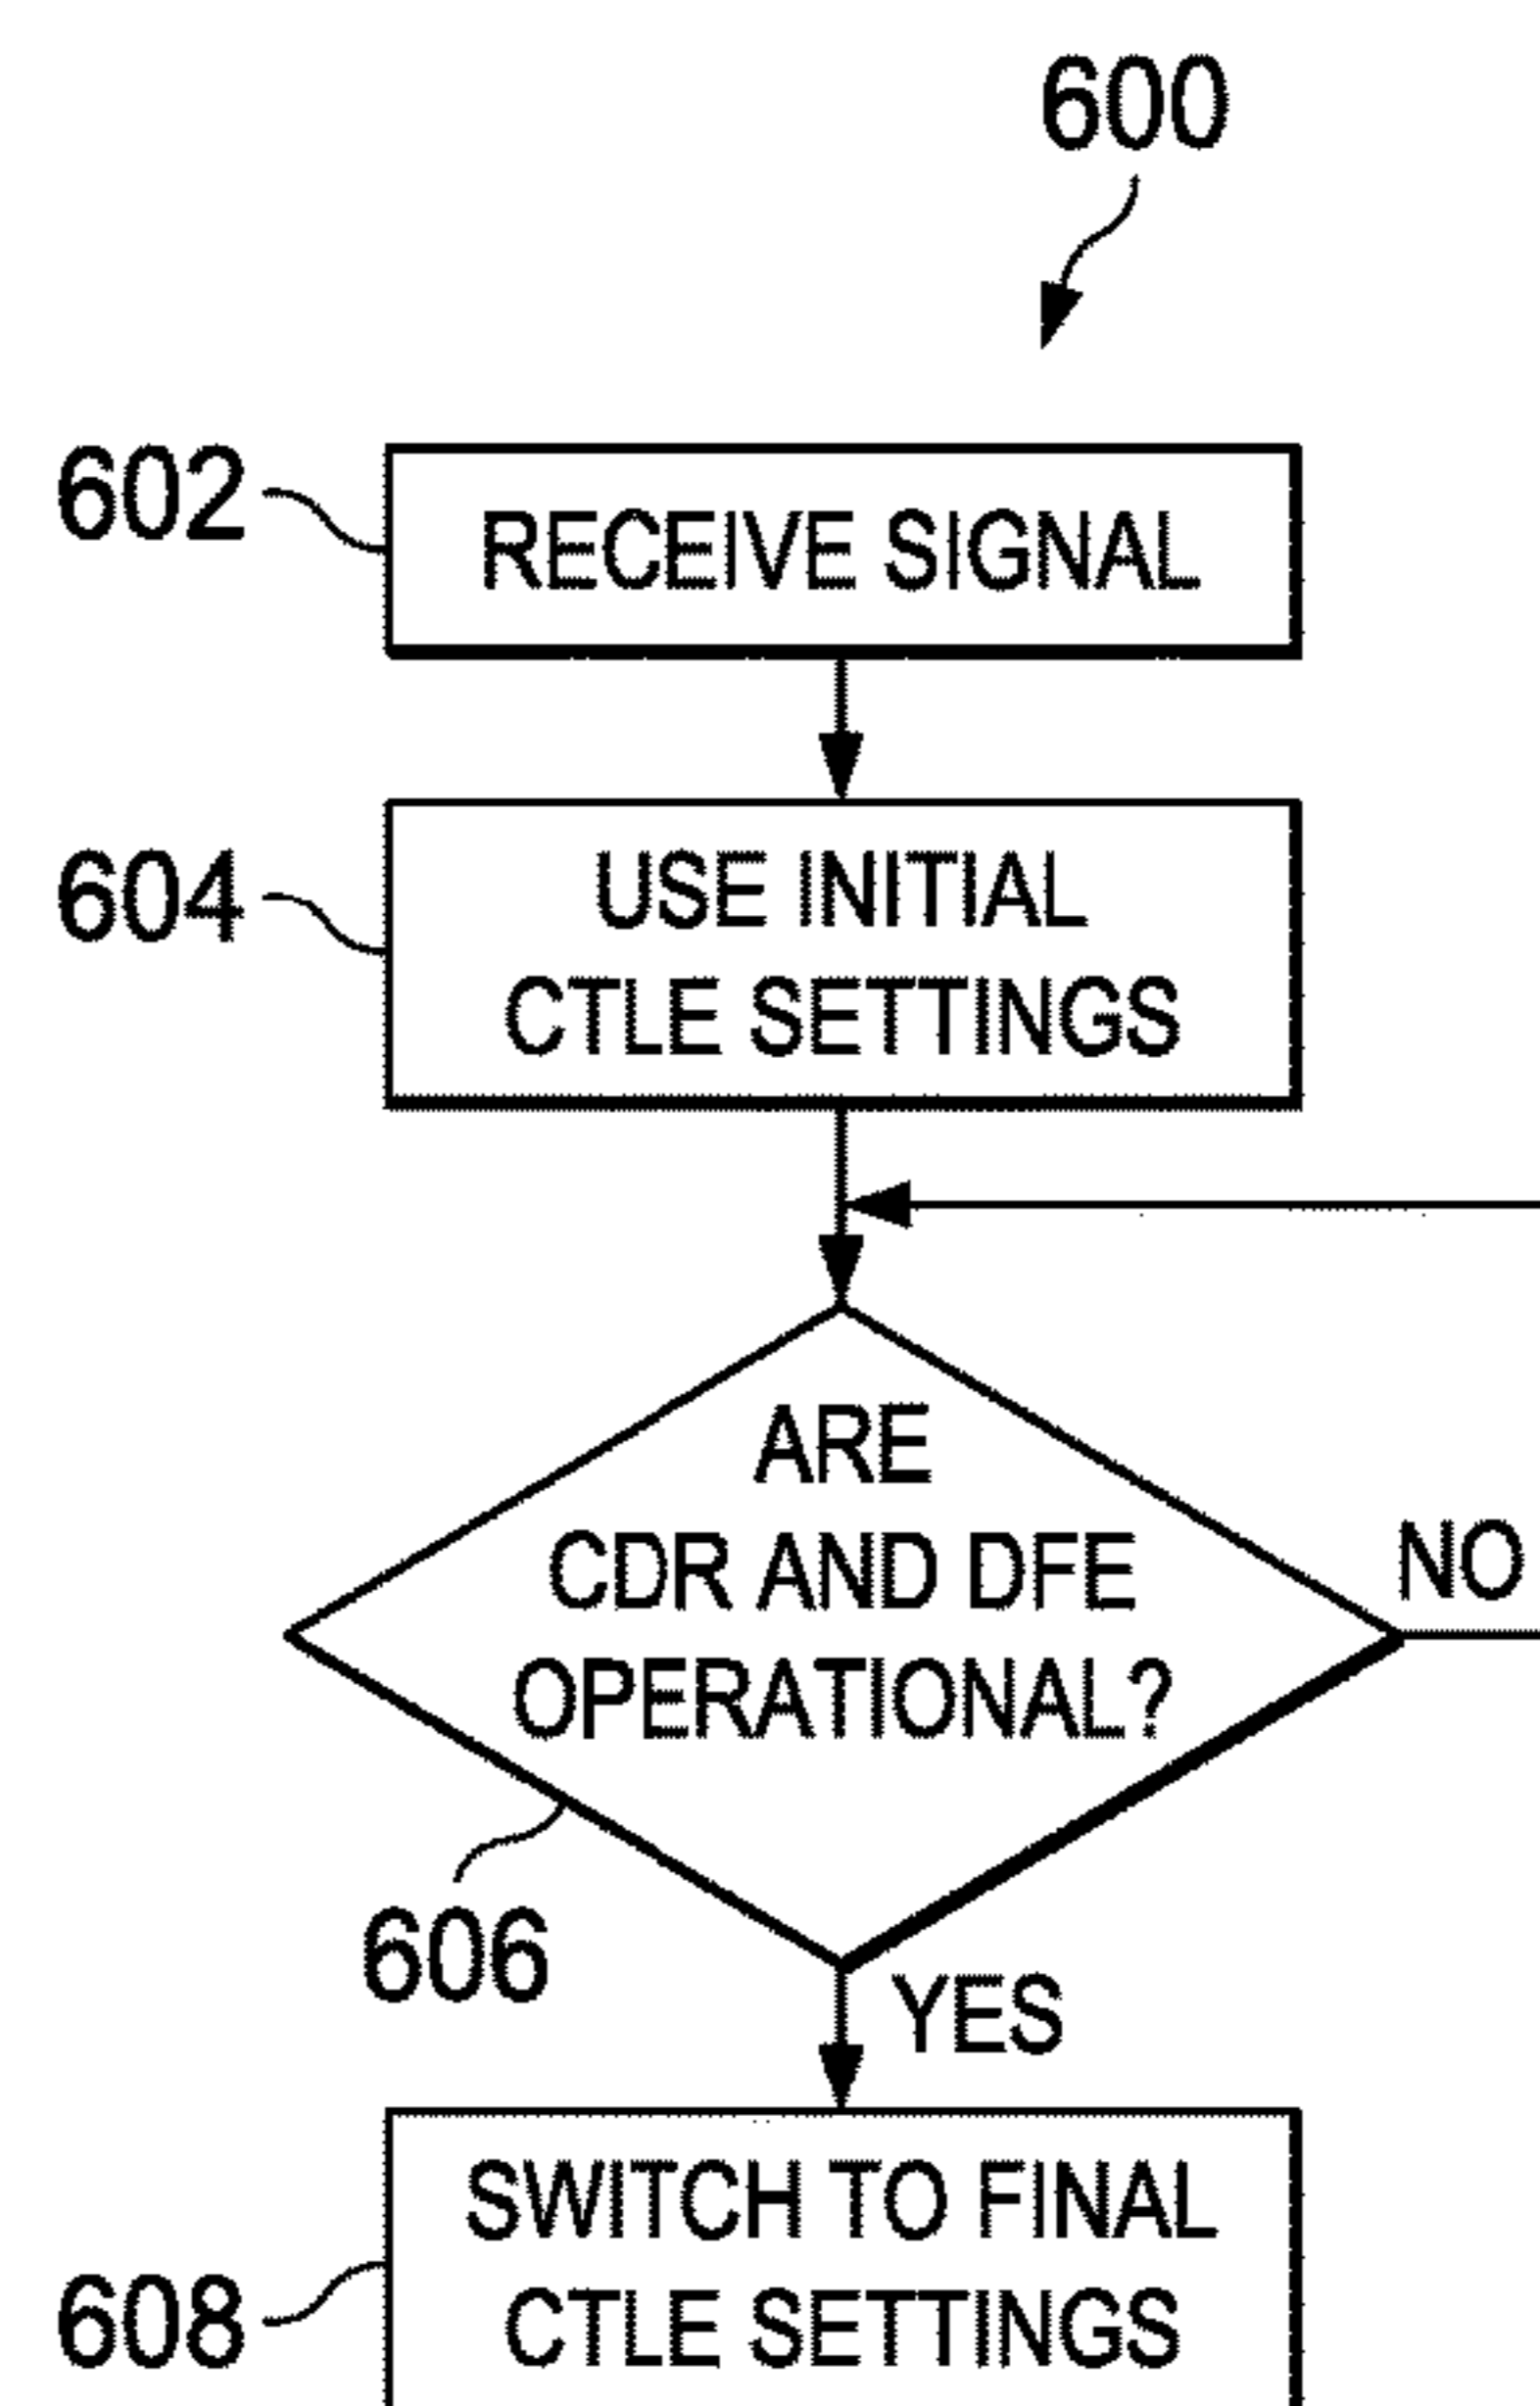 600
602
RECEIVE SIGNAL
604
USE INITIAL
CTLE SETTINGS
ARE
CDR AND DFE
OPERATIONAL?
NO
606
YES
SWITCH TO FINAL
CTLE SETTINGS
608